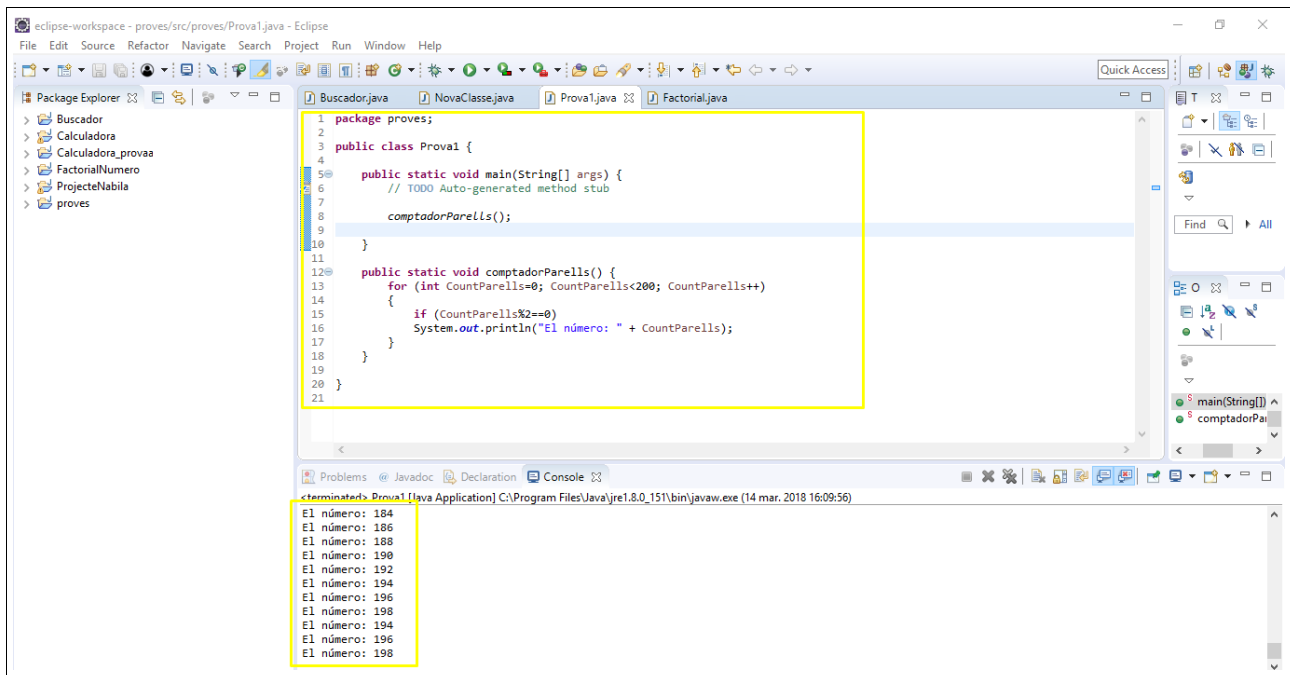 eclipse-workspace - proves/src/proves/Prova1.java - Eclipse
File Edit Source Refactor Navigate Search Project Run Window Help
Quick Access
Package Explorer
Buscador.java NovaClasse.java Prova1.java Factorial.java
T
Buscador
Calculadora
Calculadora_provaa
FactorialNumero
ProjecteNabila
proves
1 package proves;
2
3 public class Prova1 {
4
5 public static void main(String[] args) {
6 // TODO Auto-generated method stub
7
8 comptadorParells();
9
10 }
11
12 public static void comptadorParells() {
13 for (int CountParells=0; CountParells<200; CountParells++)
14 {
15 if (CountParells%2==0)
16 System.out.println("El número: " + CountParells);
17 }
18 }
19
20 }
21
Find All
O
main(String[])
comptadorPar
Problems @ Javadoc Declaration Console
<terminated> Prova1 [Java Application] C:\Program Files\Java\jre1.8.0_151\bin\javaw.exe (14 mar. 2018 16:09:56)
El número: 184
El número: 186
El número: 188
El número: 190
El número: 192
El número: 194
El número: 196
El número: 198
El número: 194
El número: 196
El número: 198